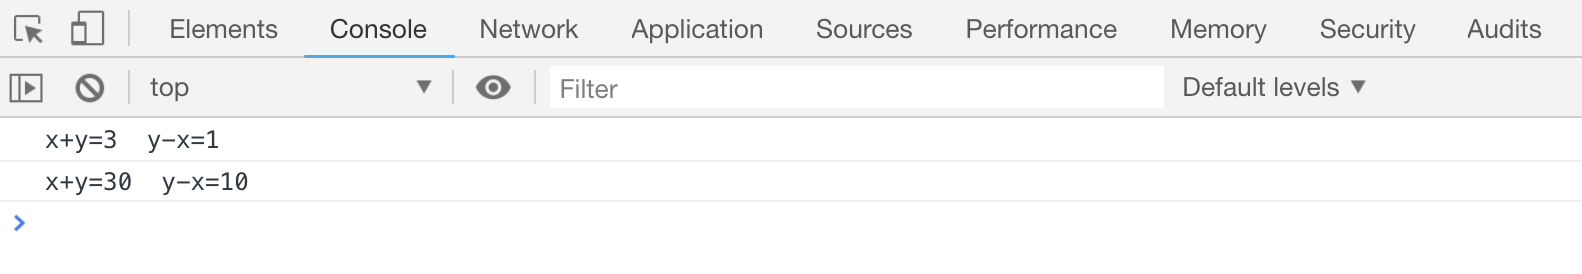 Elements Console Network Application Sources Performance Memory Security Audits
top Filter Default levels
x+y=3  y-x=1
x+y=30  y-x=10